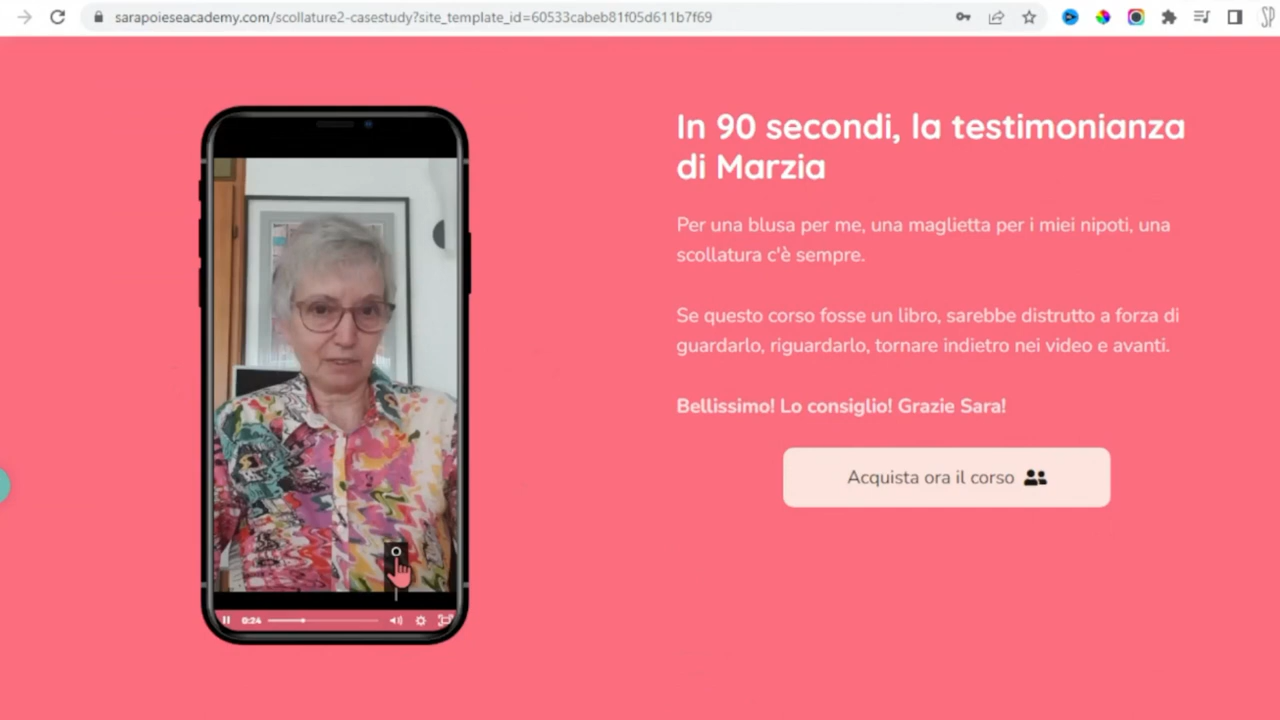 sarapoieseacademy.com/scollature2-casestudy?site_template_id=60533cabeb81f05d611b7f69
SP
In 90 secondi, la testimonianza
di Marzia
Per una blusa per me, una maglietta per i miei nipoti, una
scollatura c'è sempre.
Se questo corso fosse un libro, sarebbe distrutto a forza di
guardarlo, riguardarlo, tornare indietro nei video e avanti.
Bellissimo! Lo consiglio! Grazie Sara!
Acquista ora il corso
0:24